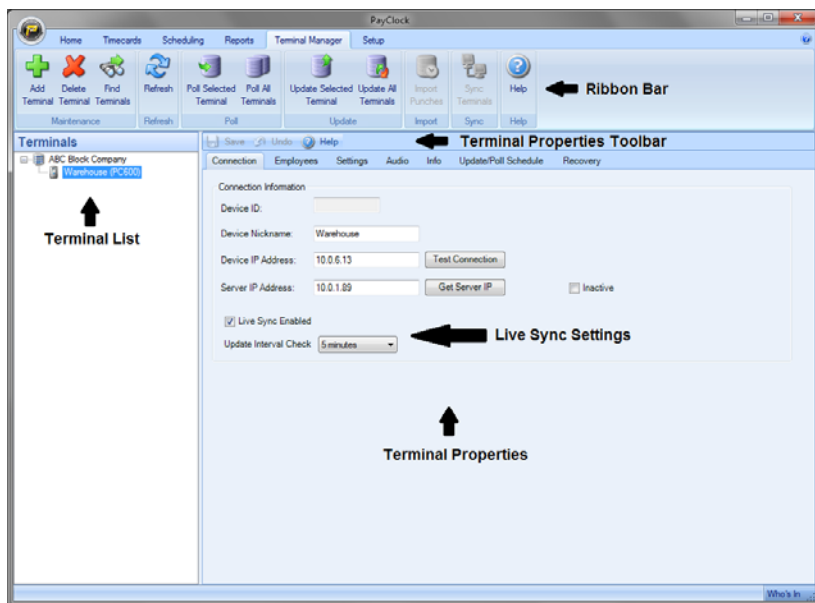 PayClock
Home Timecards Scheduling Reports Terminal Manager Setup
Add Terminal
Delete Terminal
Find Terminals
Refresh
Poll Selected Terminal
Poll All Terminals
Update Selected Terminal
Update All Terminals
Import Punches
Sync Terminals
Help
Ribbon Bar
Maintenance Refresh Poll Update Import Sync Help
Terminals
Save Undo Help
Terminal Properties Toolbar
ABC Block Company
Warehouse (PC600)
Terminal List
Connection Employees Settings Audio Info Update/Poll Schedule Recovery
Connection Information
Device ID:
Device Nickname: Warehouse
Device IP Address: 10.0.6.13 Test Connection
Server IP Address: 10.0.1.89 Get Server IP Inactive
Live Sync Enabled
Update Interval Check 5 minutes
Live Sync Settings
Terminal Properties
Who's In